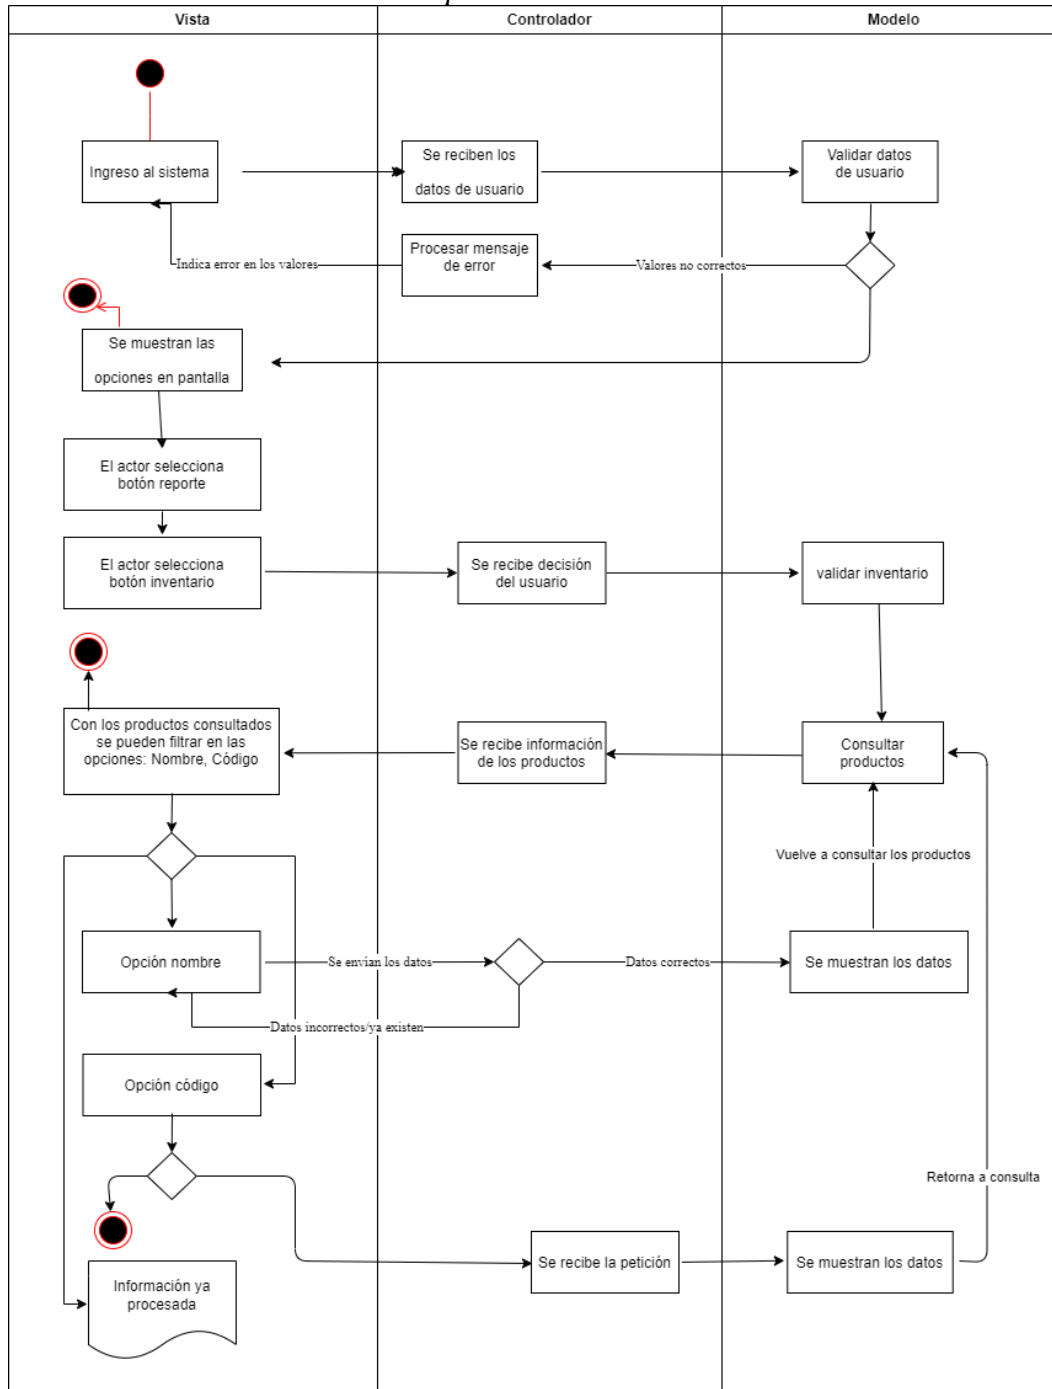 Vista
Controlador
Modelo
Ingreso al sistema
Se reciben los
datos de usuario
Validar datos
de usuario
Procesar mensaje
de error
Indica error en los valores
Valores no correctos
Se muestran las
opciones en pantalla
El actor selecciona
botón reporte
El actor selecciona
botón inventario
Se recibe decisión
del usuario
validar inventario
Con los productos consultados
se pueden filtrar en las
opciones: Nombre, Código
Se recibe información
de los productos
Consultar
productos
Vuelve a consultar los productos
Opción nombre
Se envían los datos
Datos correctos
Se muestran los datos
Datos incorrectos/ya existen
Opción código
Retorna a consulta
Se recibe la petición
Se muestran los datos
Información ya
procesada